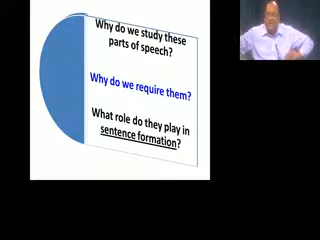 Why do we study these
parts of speech?
Why do we require them?
What role do they play in
sentence formation?